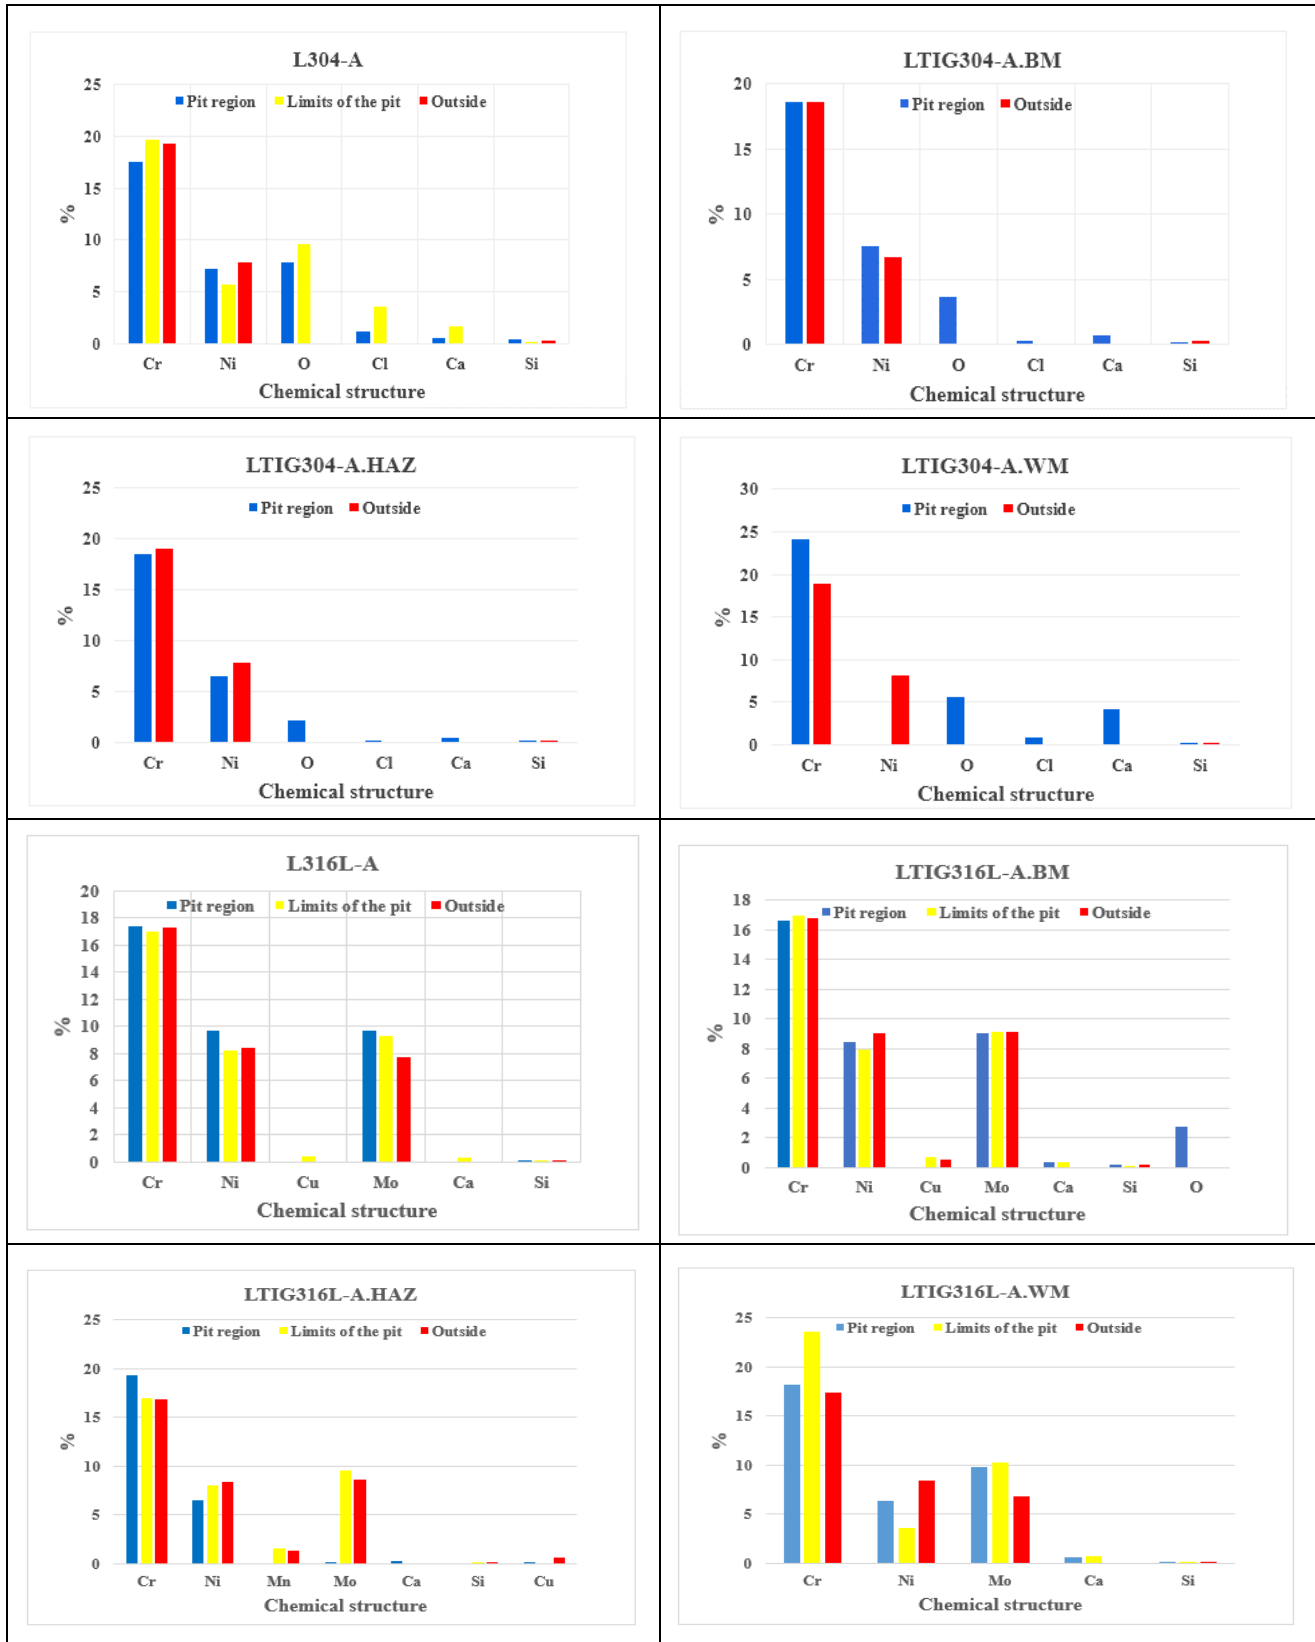 L304-A
25
20
15
10
5
0
%
Pit region Limits of the pit Outside
Cr Ni O Cl Ca Si
Chemical structure
LTIG304-A.BM
20
15
10
5
0
%
Pit region Outside
Cr Ni O Cl Ca Si
Chemical structure
LTIG304-A.HAZ
25
20
15
10
5
0
%
Pit region Outside
Cr Ni O Cl Ca Si
Chemical structure
LTIG304-A.WM
30
25
20
15
10
5
0
%
Pit region Outside
Cr Ni O Cl Ca Si
Chemical structure
L316L-A
20
18
16
14
12
10
8
6
4
2
0
%
Pit region Limits of the pit Outside
Cr Ni Cu Mo Ca Si
Chemical structure
LTIG316L-A.BM
18
16
14
12
10
8
6
4
2
0
%
Pit region Limits of the pit Outside
Cr Ni Cu Mo Ca Si O
Chemical structure
LTIG316L-A.HAZ
25
20
15
10
5
0
%
Pit region Limits of the pit Outside
Cr Ni Mn Mo Ca Si Cu
Chemical structure
LTIG316L-A.WM
25
20
15
10
5
0
%
Pit region Limits of the pit Outside
Cr Ni Mo Ca Si
Chemical structure